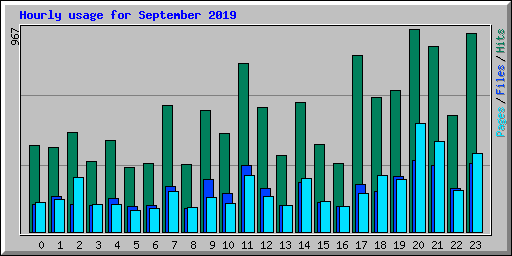 Hourly usage for September 2019
967
Pages / Files / Hits
0 1 2 3 4 5 6 7 8 9 10 11 12 13 14 15 16 17 18 19 20 21 22 23